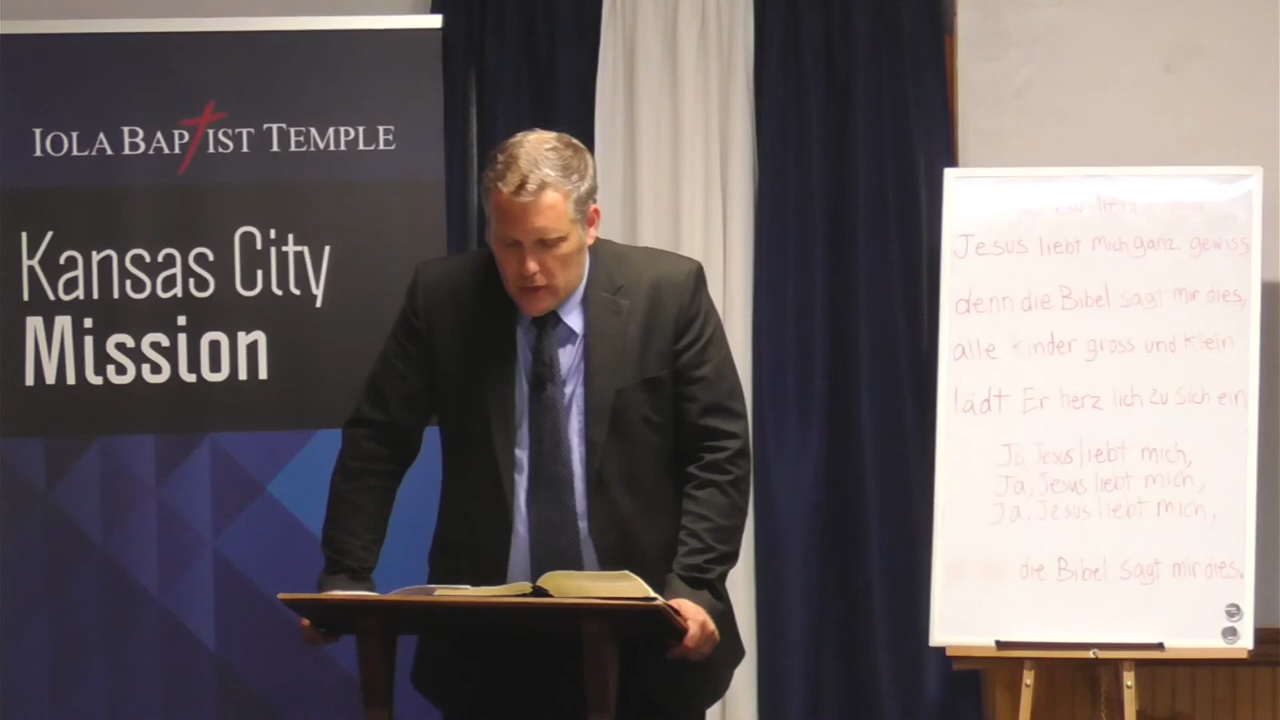 IOLA BAPTIST TEMPLE
Kansas City
Mission
Jesus liebt mich ganz gewiss
denn die Bibel sagt mir dies,
alle Kinder gross und klein
lädt Er herz lich zu sich ein
Ja Jesus liebt mich,
Ja, Jesus liebt mich,
Ja, Jesus liebt mich,
die Bibel sagt mir dies.